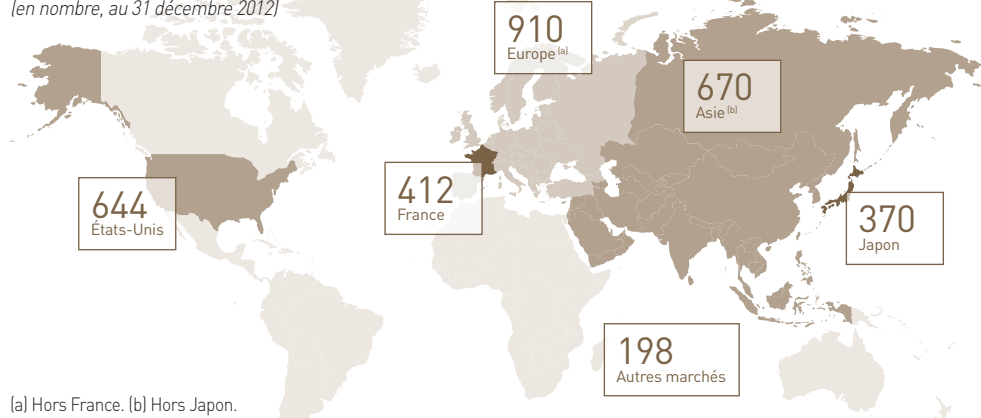 (en nombre, au 31 décembre 2012)
910
Europe (a)
670
Asie (b)
644
États-Unis
412
France
370
Japon
198
Autres marchés
(a) Hors France. (b) Hors Japon.